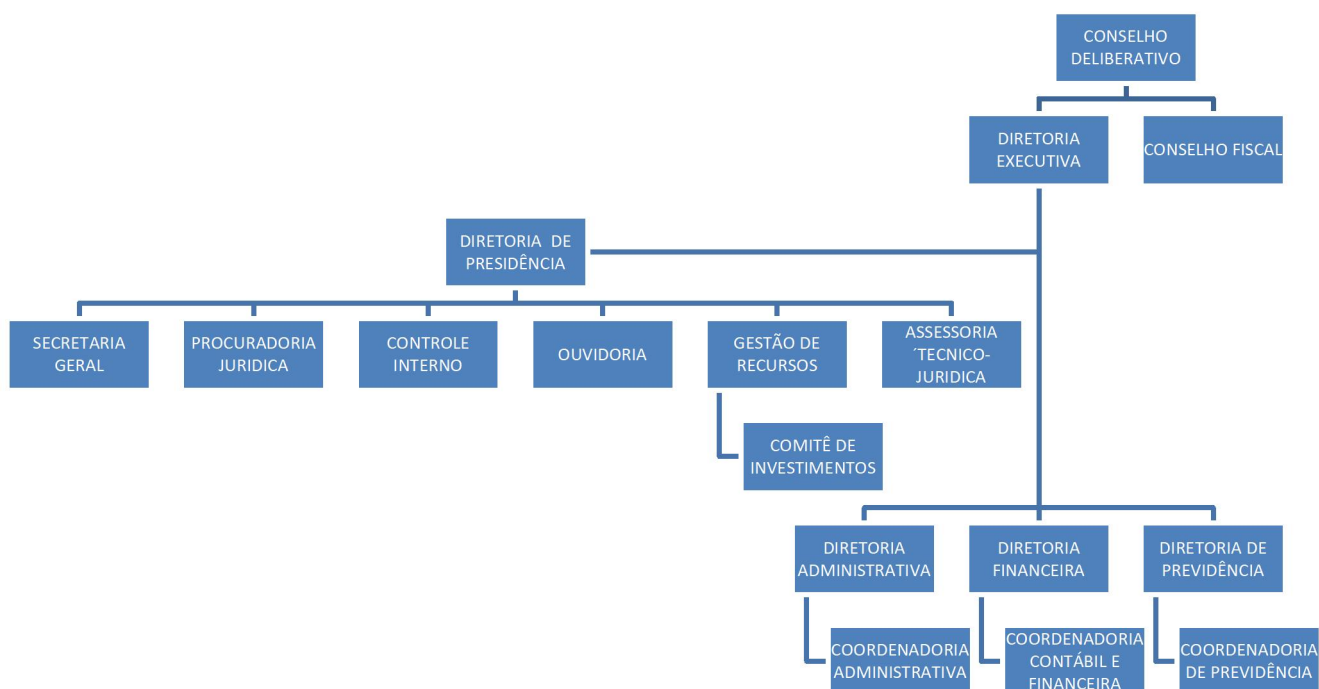 CONSELHO
DELIBERATIVO
DIRETORIA
EXECUTIVA
CONSELHO FISCAL
DIRETORIA DE
PRESIDÊNCIA
SECRETARIA
GERAL
PROCURADORIA
JURIDICA
CONTROLE
INTERNO
OUVIDORIA
GESTÃO DE
RECURSOS
ASSESSORIA
´TECNICO-
JURIDICA
COMITÊ DE
INVESTIMENTOS
DIRETORIA
ADMINISTRATIVA
DIRETORIA
FINANCEIRA
DIRETORIA DE
PREVIDÊNCIA
COORDENADORIA
ADMINISTRATIVA
COORDENADORIA
CONTÁBIL E
FINANCEIRA
COORDENADORIA
DE PREVIDÊNCIA